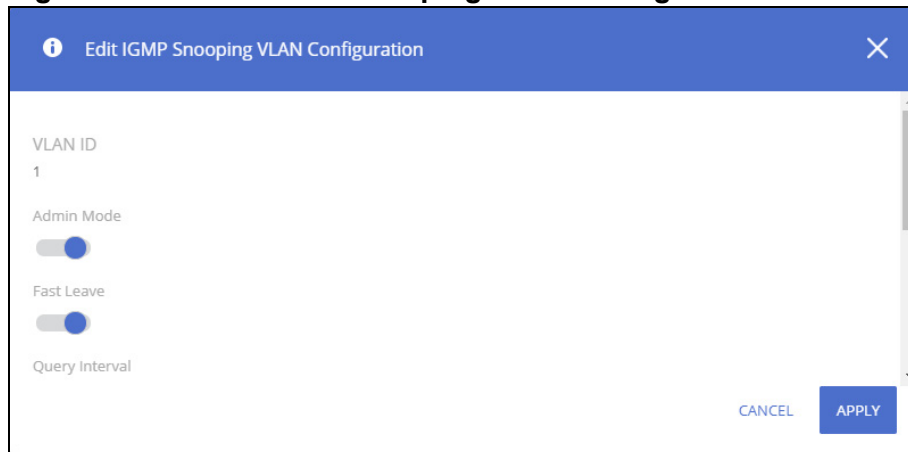 Edit IGMP Snooping VLAN Configuration
VLAN ID
1
Admin Mode
Fast Leave
Query Interval
CANCEL
APPLY